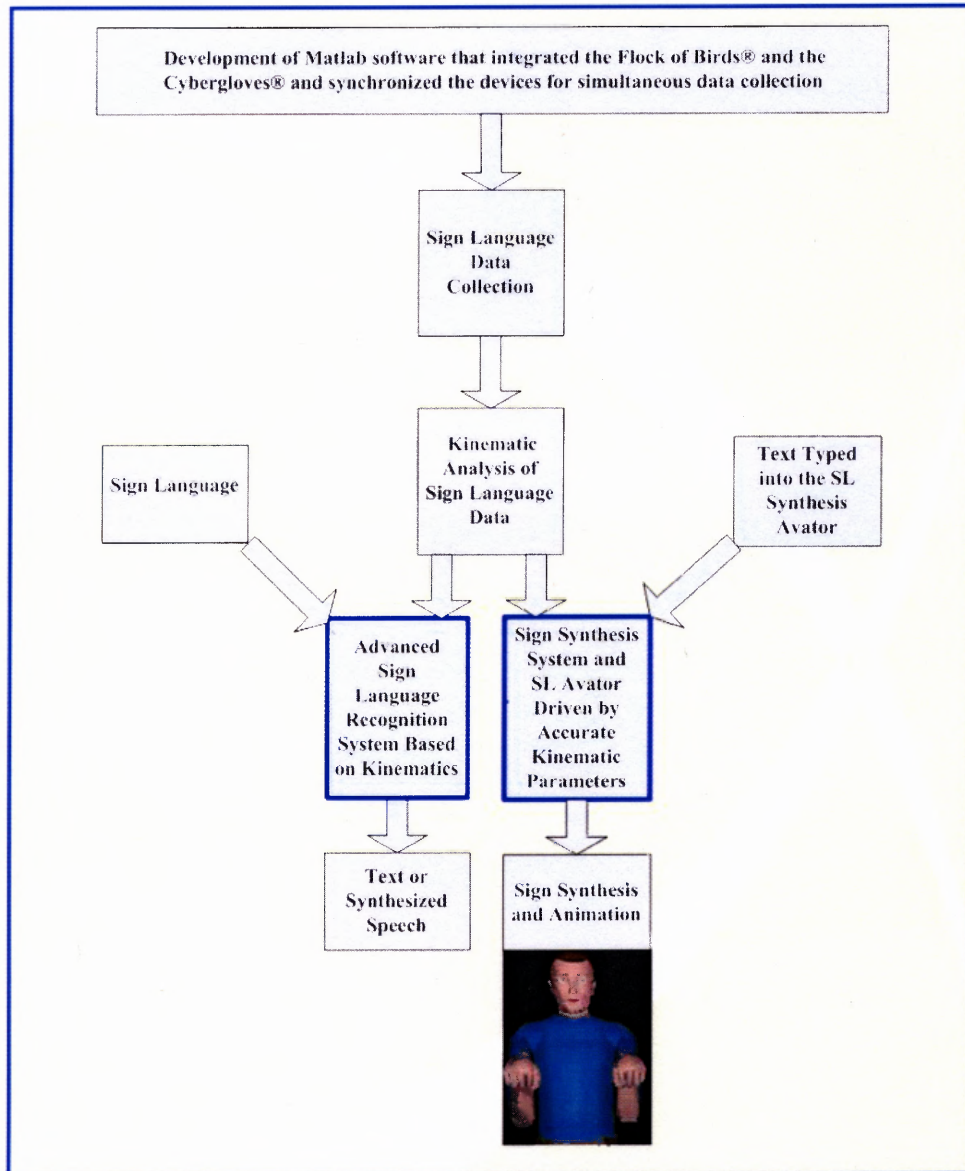 Development of Matlab software that integrated the Flock of Birds® and the
Cybergloves® and synchronized the devices for simultaneous data collection
Sign Language
Data
Collection
Kinematic
Analysis of
Sign Language
Data
Sign Language
Text Typed
into the SL
Synthesis
Avator
Advanced
Sign
Language
Recognition
System Based
on Kinematics
Sign Synthesis
System and
SL Avator
Driven by
Accurate
Kinematic
Parameters
Text or
Synthesized
Speech
Sign Synthesis
and Animation